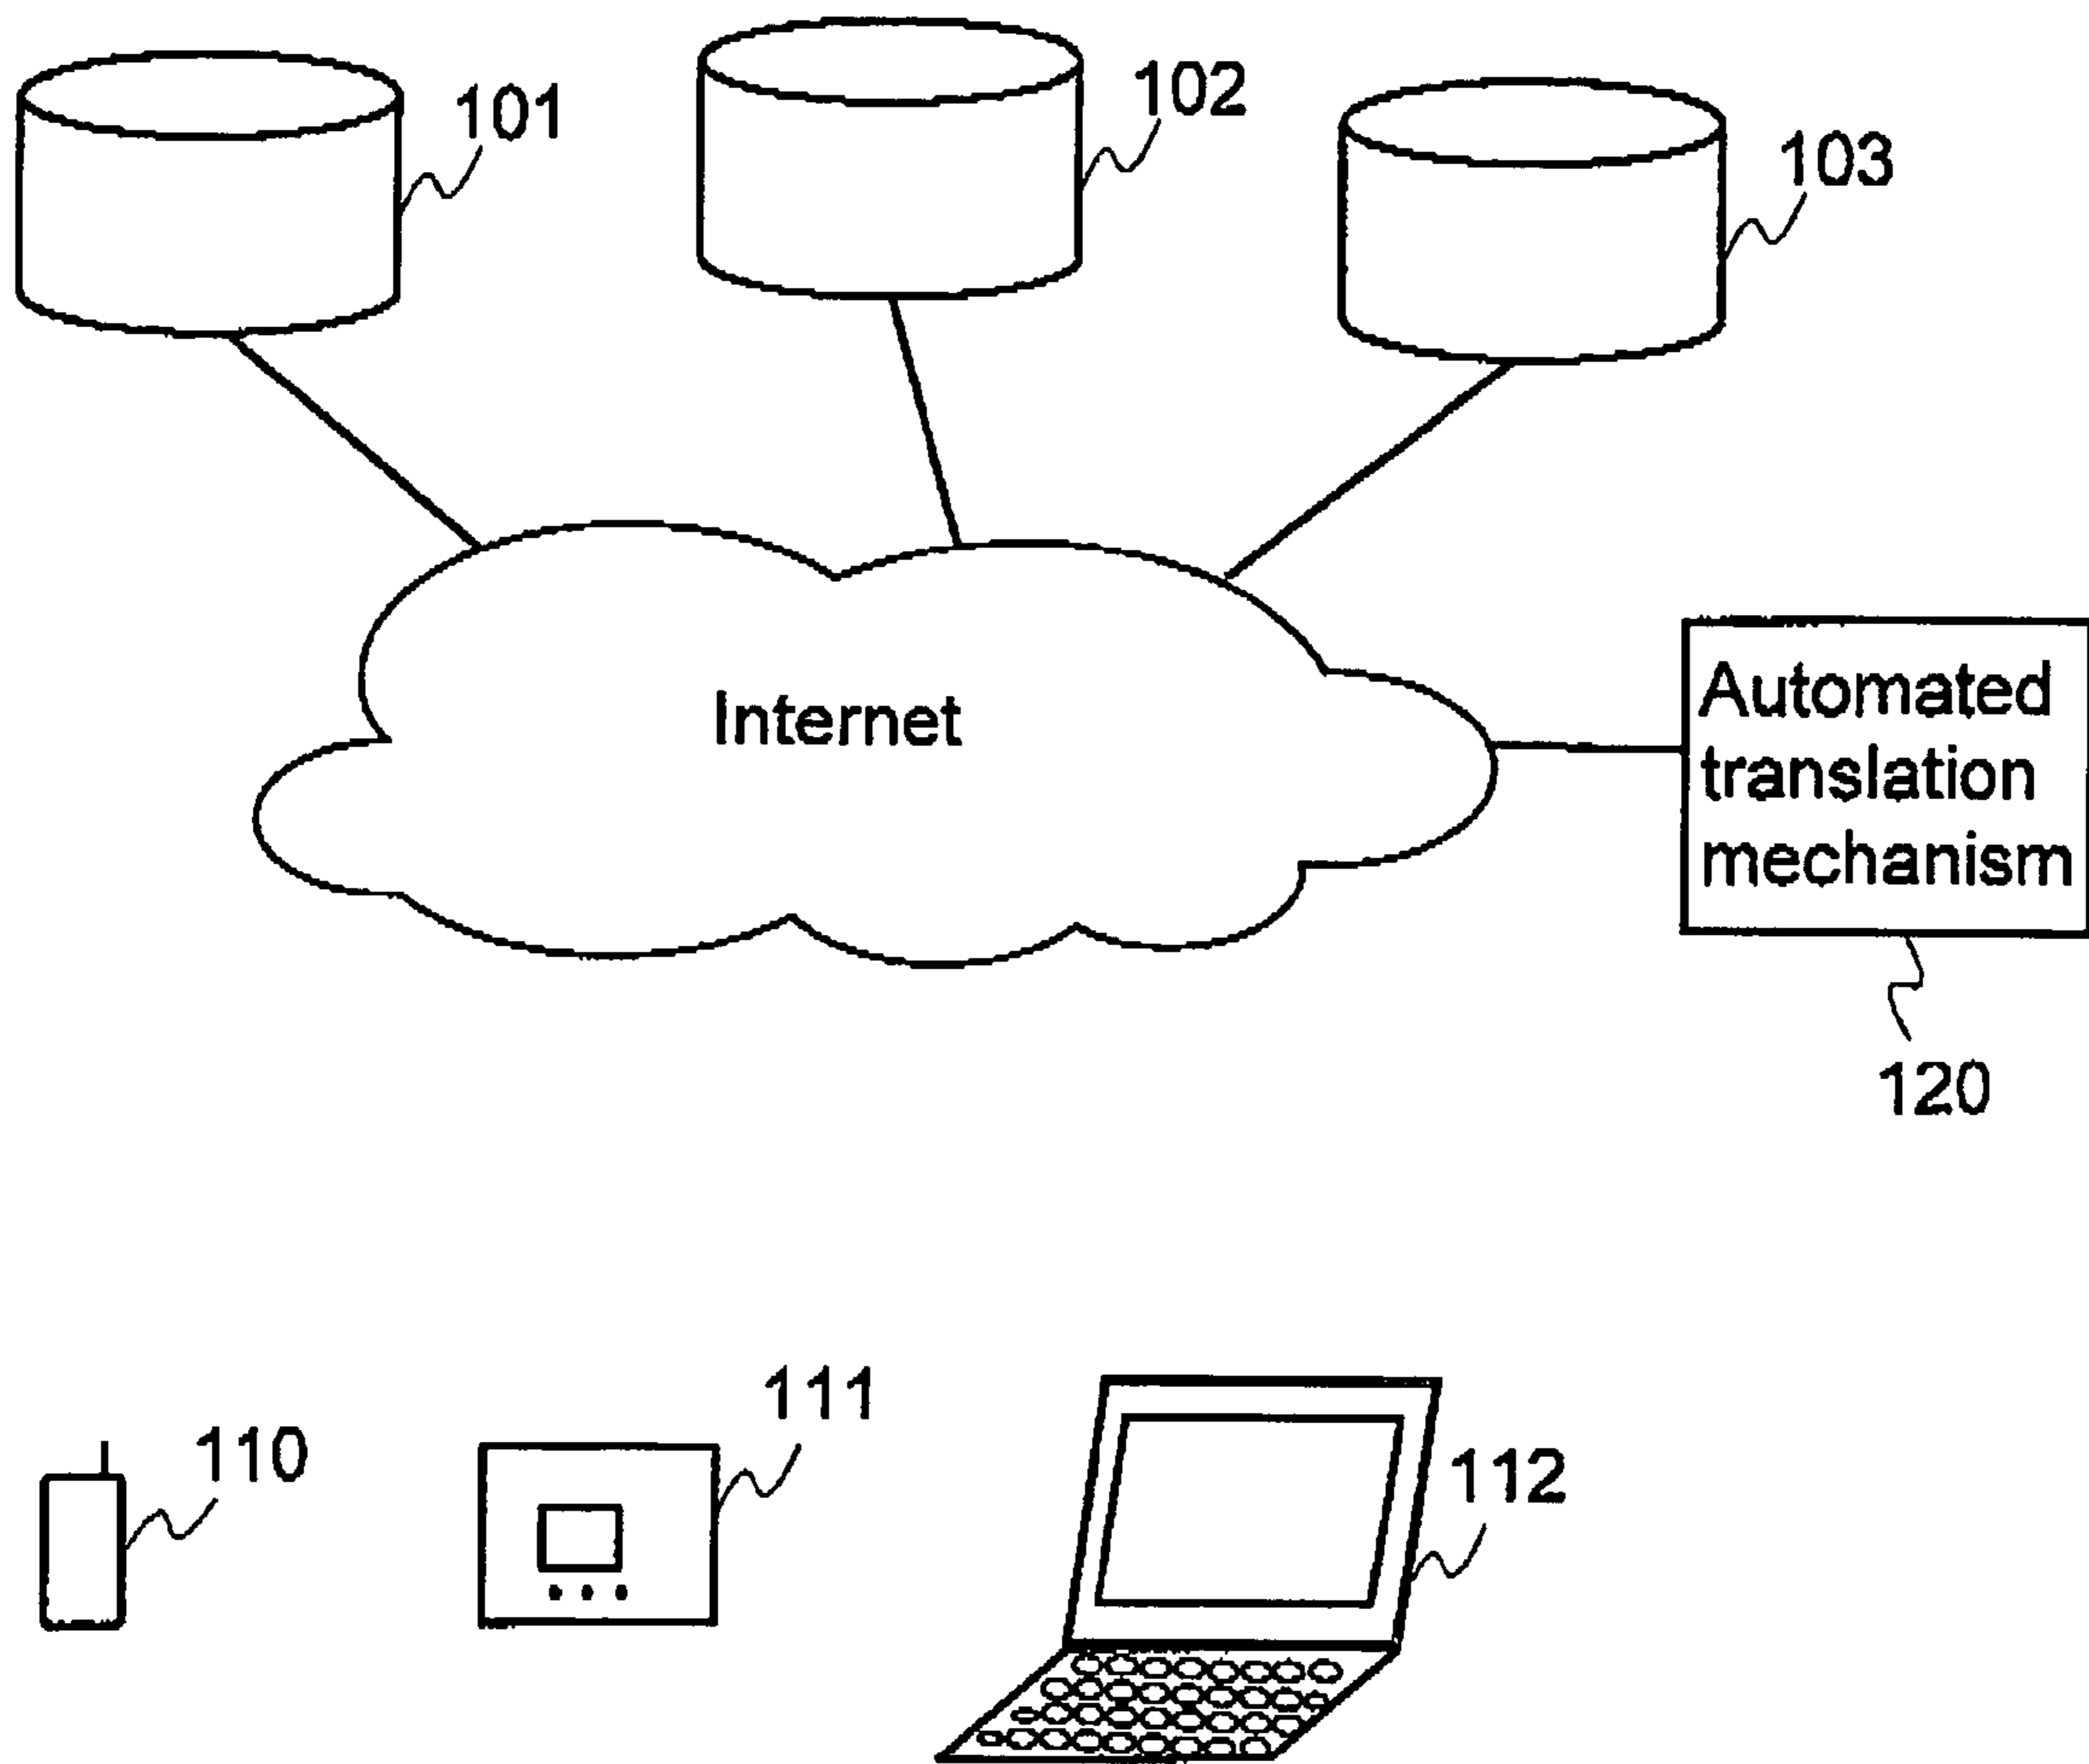 101
102
103
Internet
Automated
translation
mechanism
120
110
111
112